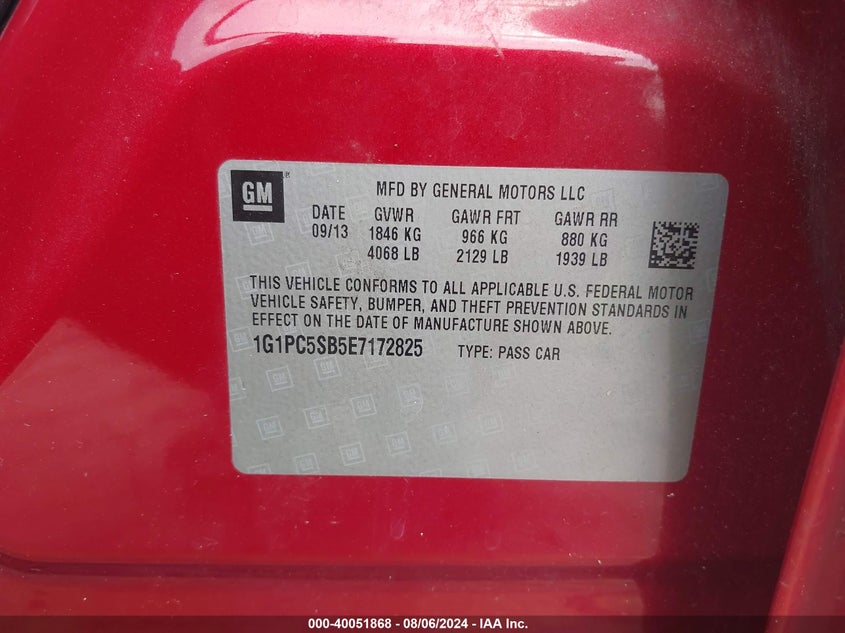 GM
MFD BY GENERAL MOTORS LLC
DATE GVWR GAWR FRT GAWR RR
09/13 1846 KG 966 KG 880 KG
4068 LB 2129 LB 1939 LB
THIS VEHICLE CONFORMS TO ALL APPLICABLE U.S. FEDERAL MOTOR
VEHICLE SAFETY, BUMPER, AND THEFT PREVENTION STANDARDS IN
EFFECT ON THE DATE OF MANUFACTURE SHOWN ABOVE.
1G1PC5SB5E7172825 TYPE: PASS CAR
000-40051868 - 08/06/2024 - IAA Inc.